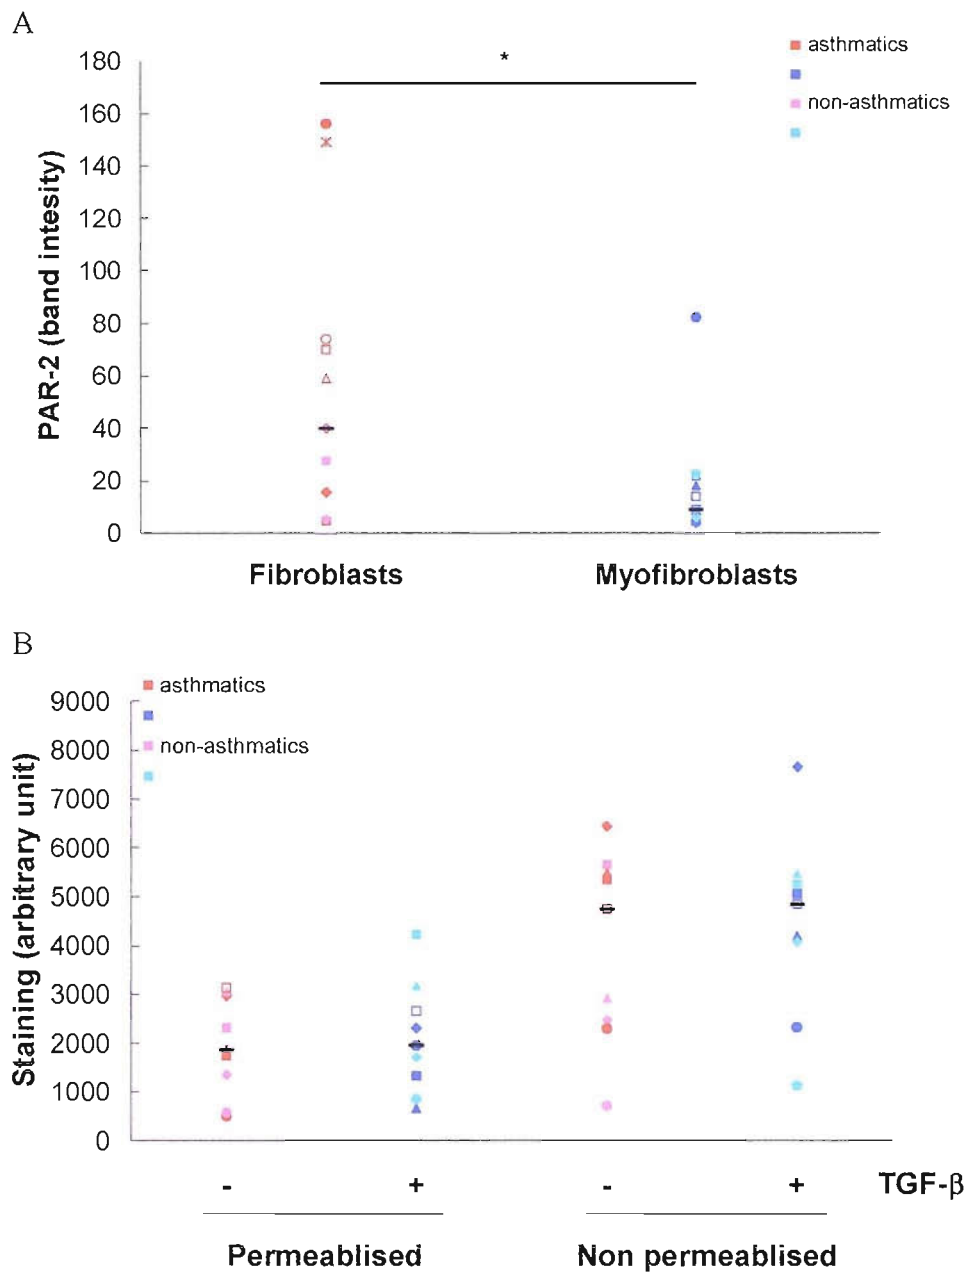 A
asthmatics
non-asthmatics
*
180
160
140
120
100
80
60
40
20
0
PAR-2 (band intesity)
Fibroblasts
Myofibroblasts
B
asthmatics
non-asthmatics
9000
8000
7000
6000
5000
4000
3000
2000
1000
0
Staining (arbitrary unit)
- + - + TGF-β
Permeablised Non permeablised